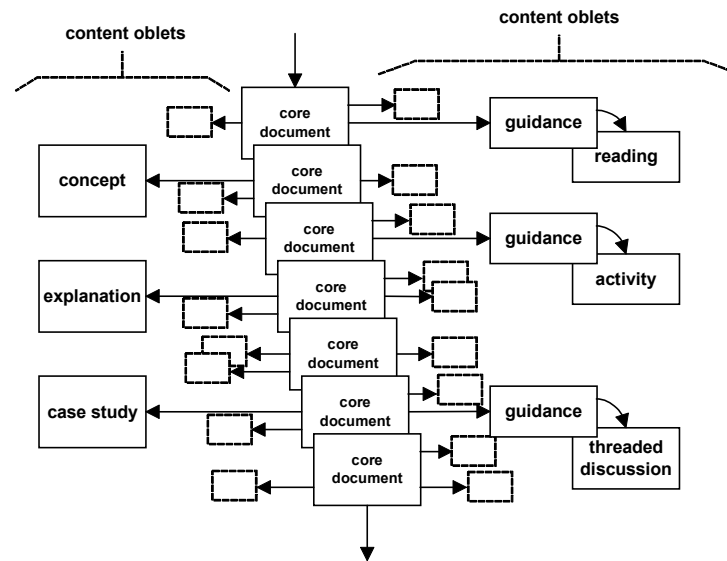 content oblets
content oblets
core
document
guidance
reading
core
document
concept
core
document
guidance
activity
core
document
explanation
core
document
core
document
case study
guidance
threaded
discussion
core
document